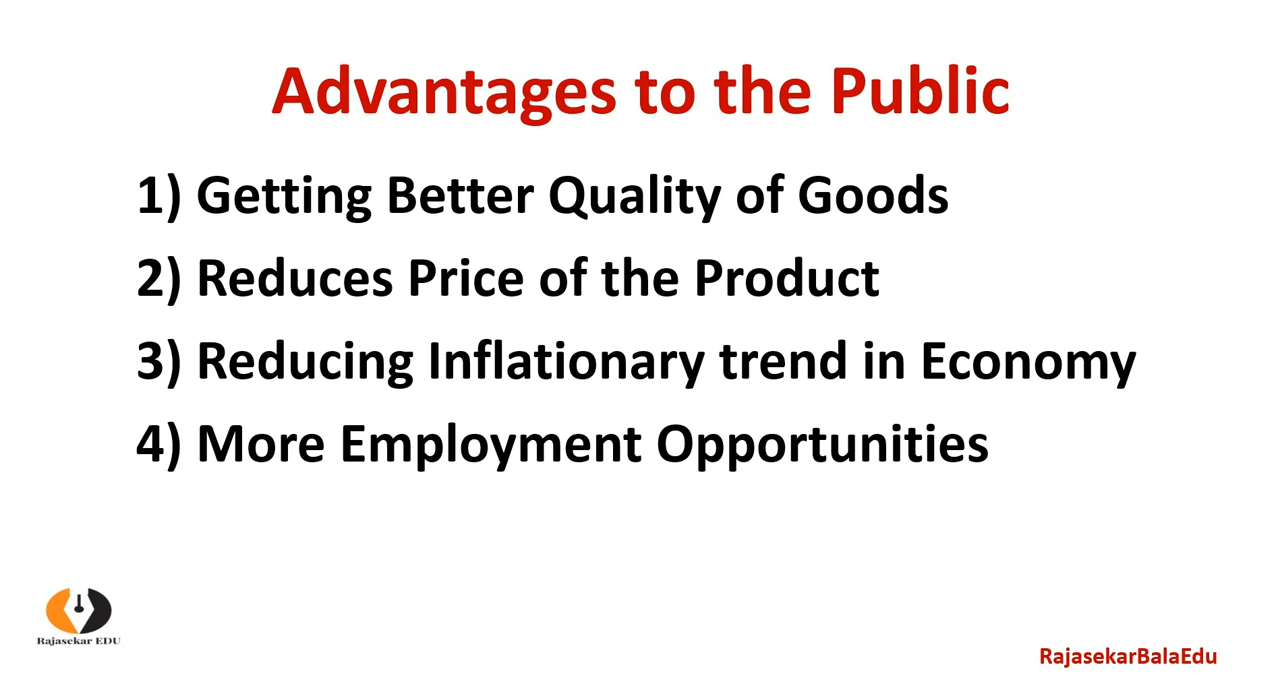 Advantages to the Public
1) Getting Better Quality of Goods
2) Reduces Price of the Product
3) Reducing Inflationary trend in Economy
4) More Employment Opportunities
Rajasekar EDU
RajasekarBalaEdu